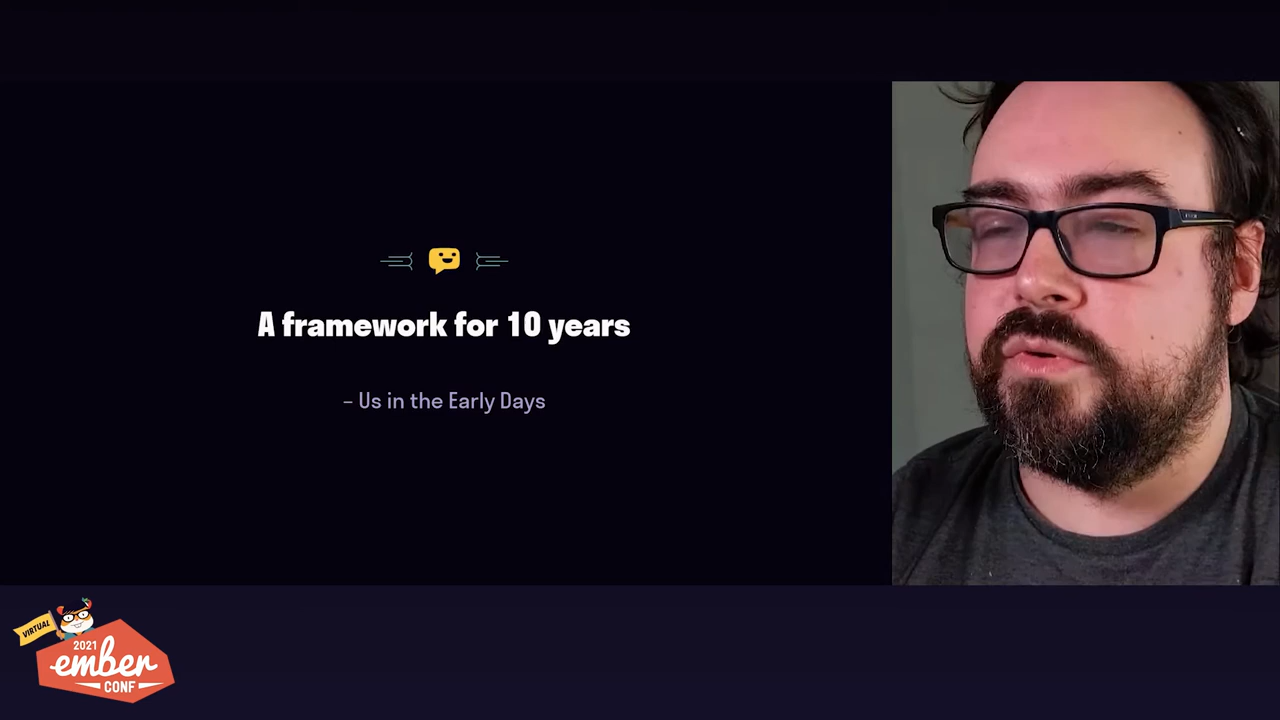 A framework for 10 years
– Us in the Early Days
VIRTUAL
2021
ember
CONF